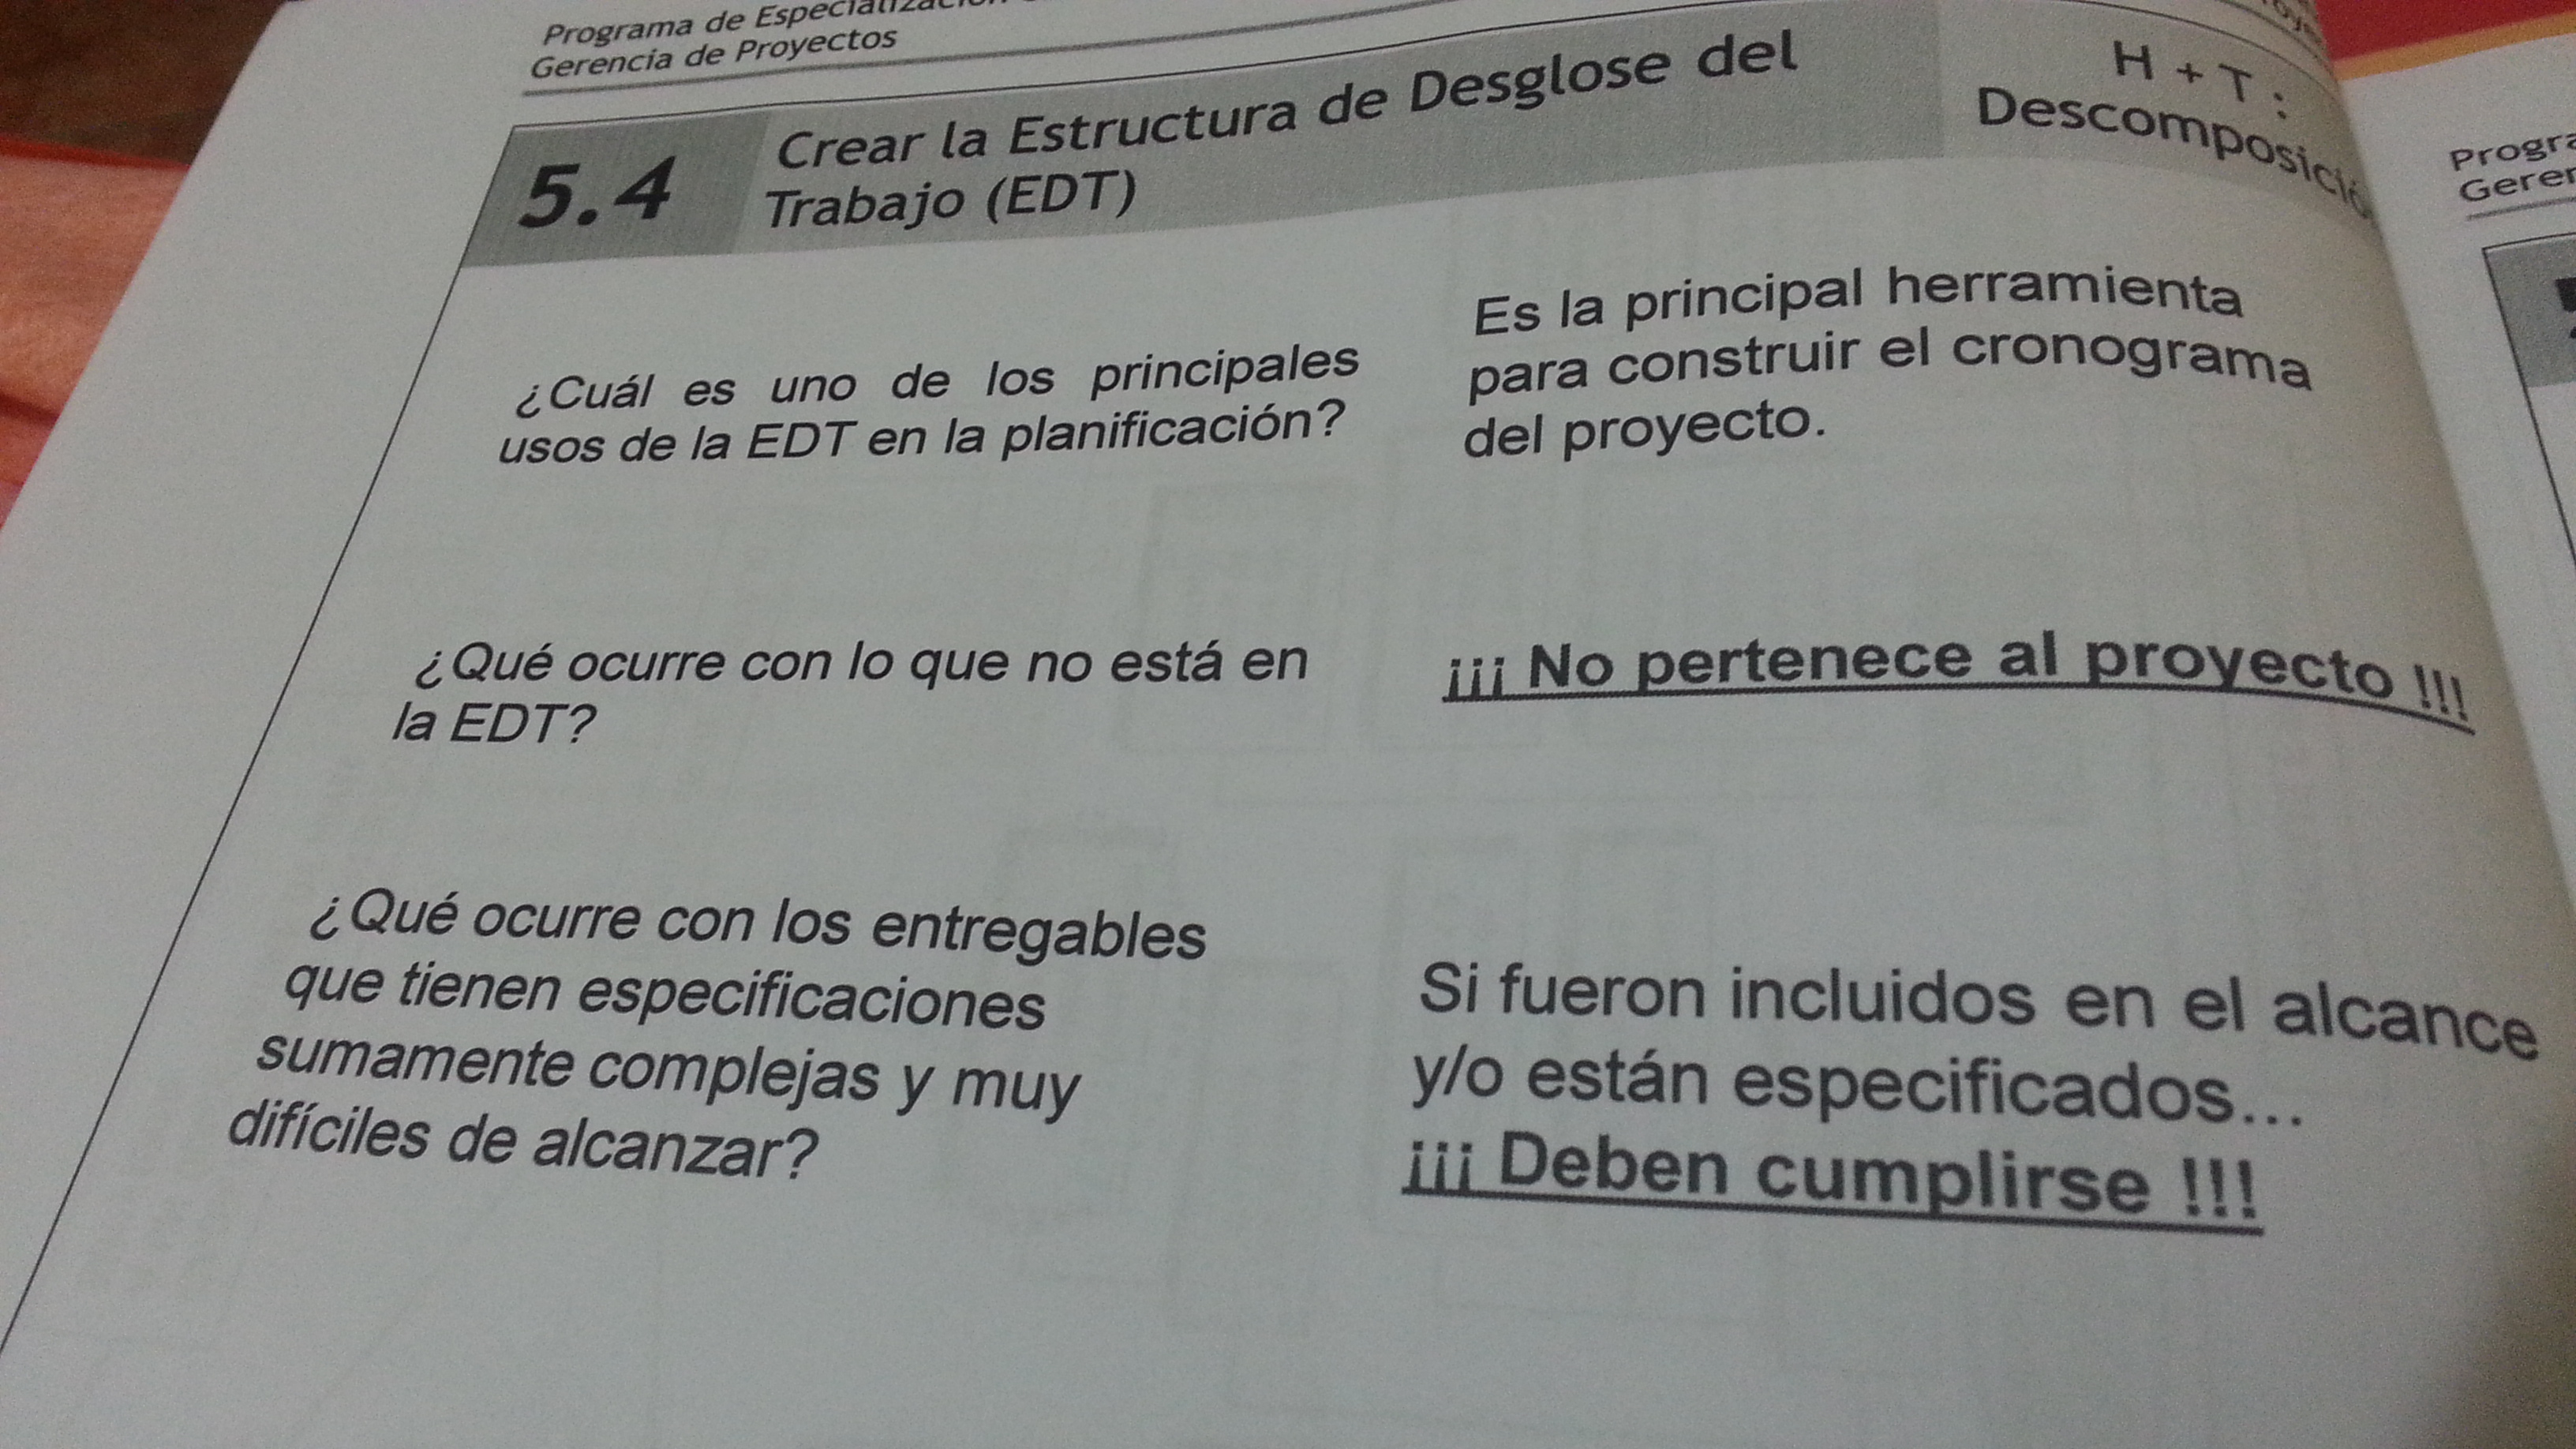 Programa de Especialización
Gerencia de Proyectos
5.4
Crear la Estructura de Desglose del
Trabajo (EDT)
H + T :
Descomposició
¿Cuál es uno de los principales
usos de la EDT en la planificación?
Es la principal herramienta
para construir el cronograma
del proyecto.
¿Qué ocurre con lo que no está en
la EDT?
¡¡¡ No pertenece al proyecto !!!
¿Qué ocurre con los entregables
que tienen especificaciones
sumamente complejas y muy
difíciles de alcanzar?
Si fueron incluidos en el alcance
y/o están especificados...
¡¡¡ Deben cumplirse !!!
Progra
Geren